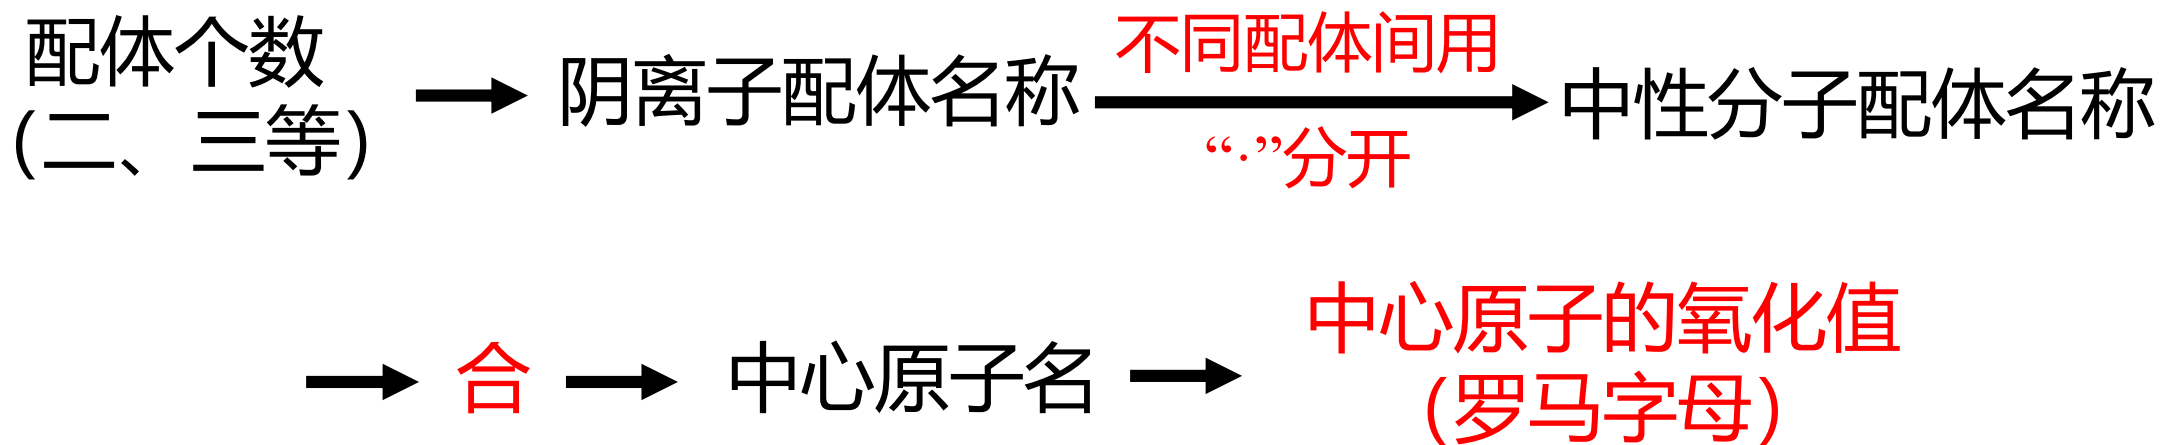 配体个数
(二、三等)
阴离子配体名称
不同配体间用
“·”分开
中性分子配体名称
合
中心原子名
中心原子的氧化值
(罗马字母)